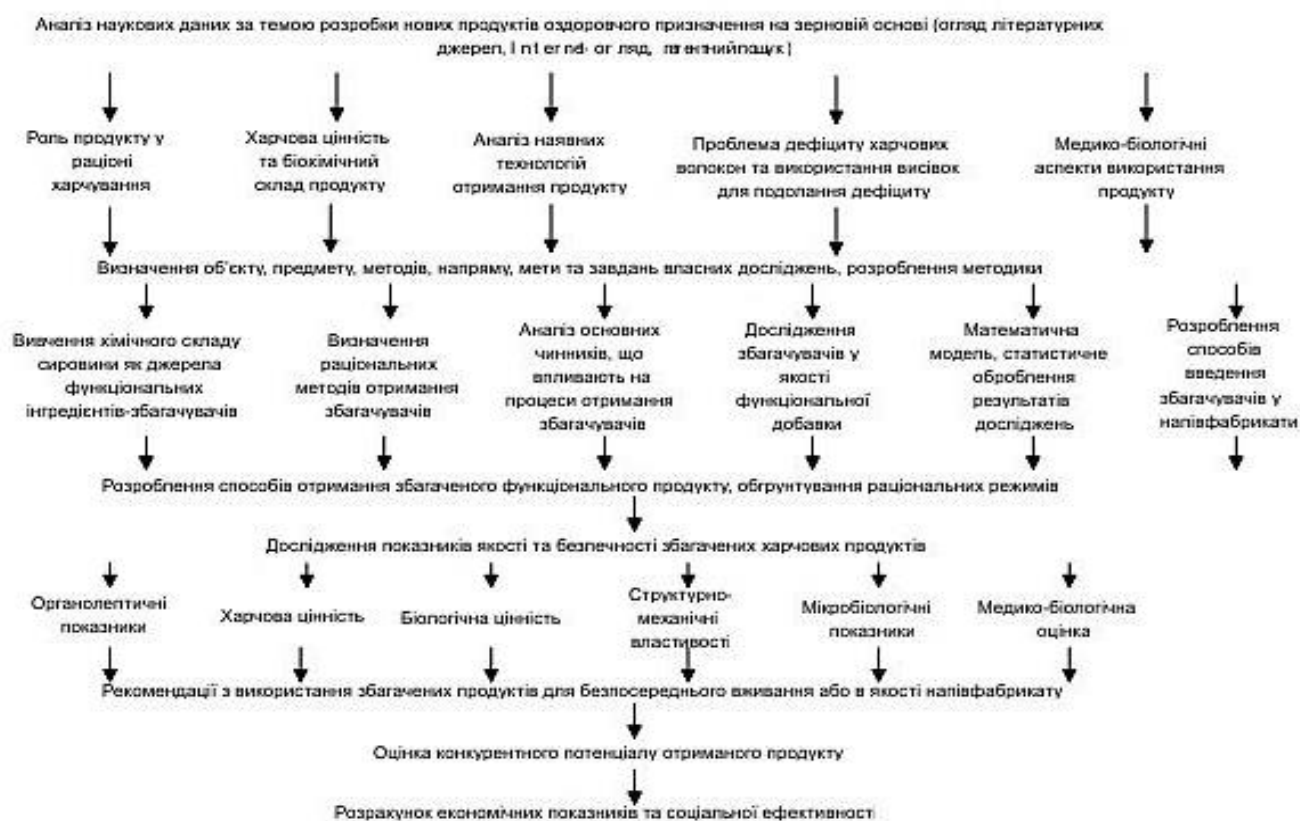 Аналіз наукових даних за темою розробки нових продуктів оздоровчого призначення на зерновій основі (огляд літературних
джерел,
Роль продукту у
раціоні
харчування
Харчова цінність
та біохімічний
склад продукту
Аналіз наявних
технологій
отримання продукту
Проблема дефіциту харчових
волокон та використання висівок
для подолання дефіциту
Медико-біологічні
аспекти використання
продукту
Визначення об'єкту, предмету, методів, напряму, мети та завдань власних досліджень, розроблення методики
Вивчення хімічного складу
сировини як джерела
функціональних
інгредієнтів-збагачувачів
Визначення
раціональних
методів отримання
збагачувачів
Аналіз основних
чинників, що
впливають на
процеси отримання
збагачувачів
Дослідження
збагачувачів у
якості
функціональної
добавки
Математична
модель, статистичне
оброблення
результатів
досліджень
Розроблення
способів
введення
збагачувачів у
напівфабрикати
Розроблення способів отримання збагаченого функціонального продукту, обгрунтування раціональних режимів
Дослідження показників якості та безпечності збагачених харчових продуктів
Органолептичні
показники
Харчова цінність
Біологічна цінність
Структурно-
механічні
властивості
Мікробіологічні
показники
Медико-біологічна
оцінка
Рекомендації з використання збагачених продуктів для безпосереднього вживання або в якості напівфабрикату
Оцінка конкурентного потенціалу отриманого продукту
Розрахунок економічних показників та соціальної ефективності